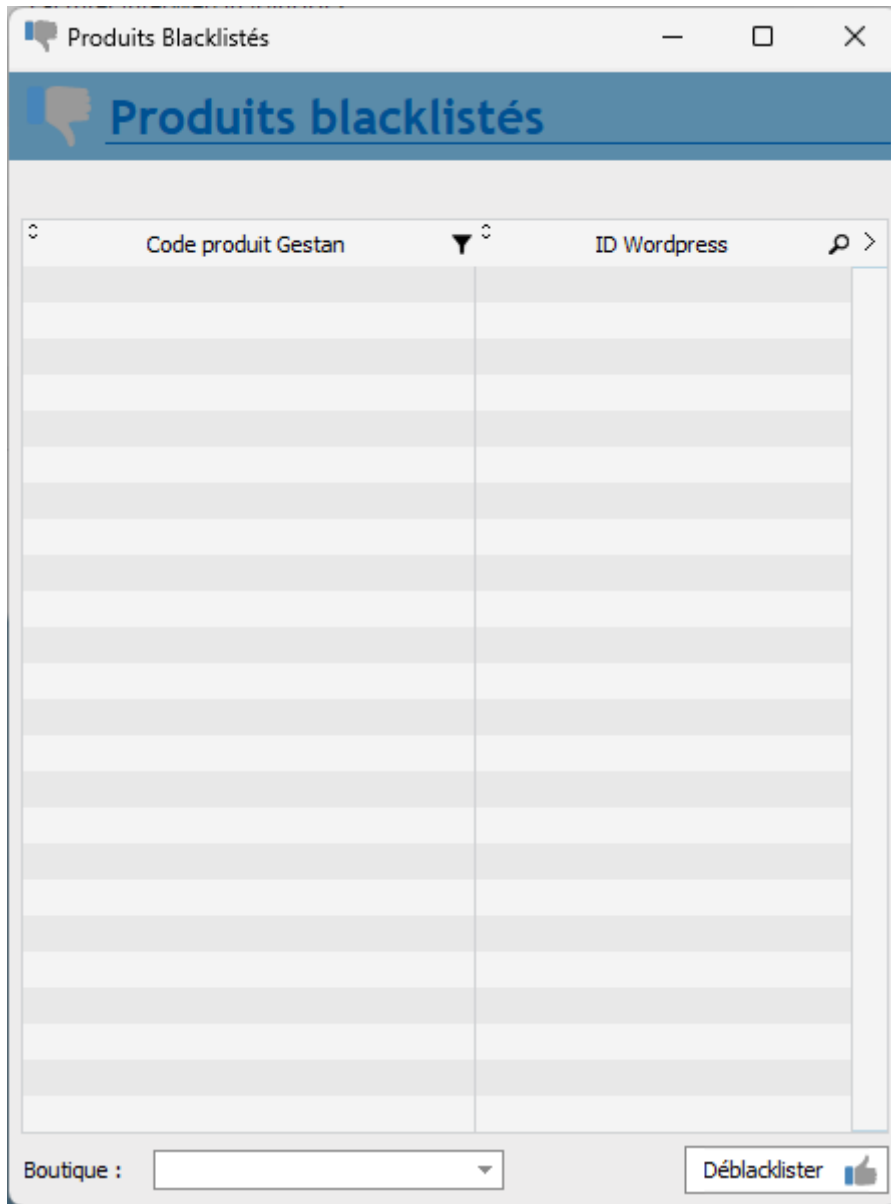 Produits Blacklistés
Produits blacklistés
Code produit Gestan ID Wordpress
Boutique : Déblacklister